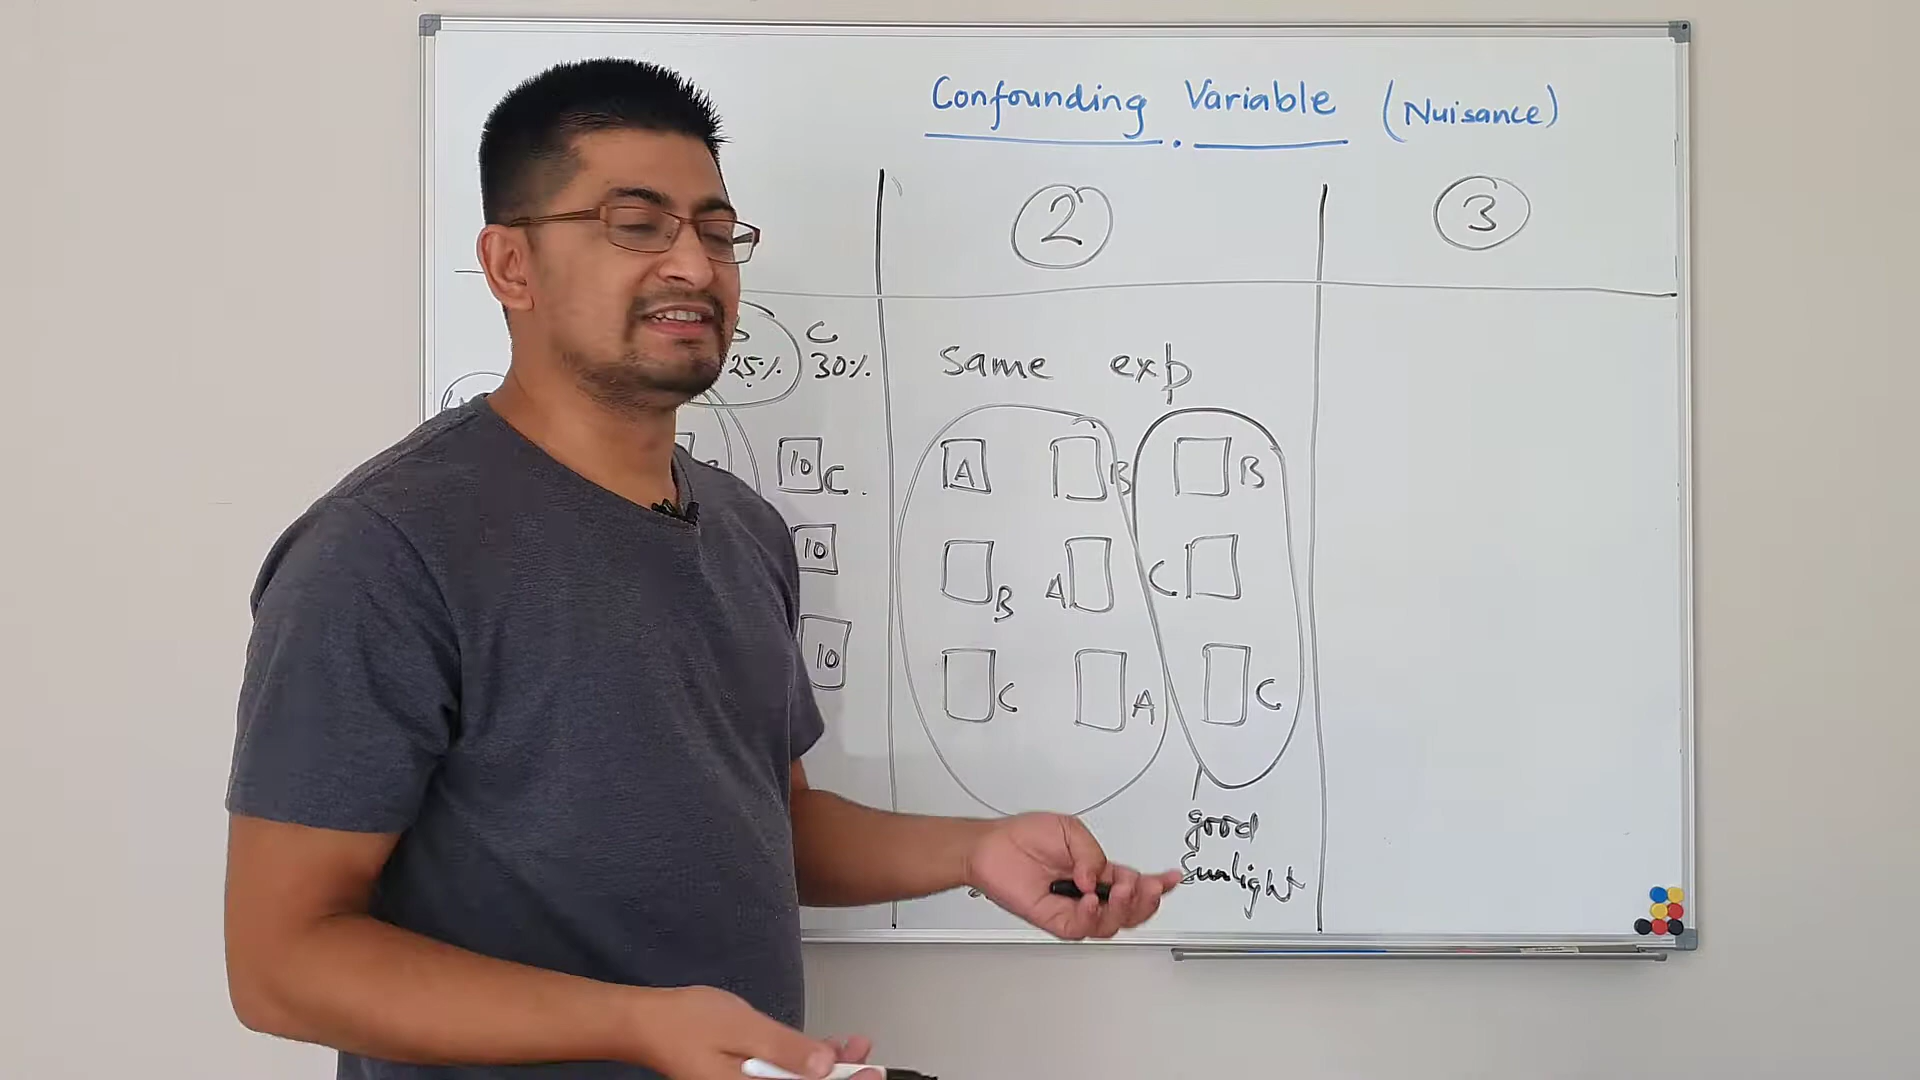 Confounding Variable (Nuisance)
2
3
C
25% 30%
same exp
10 C.
A B B
10
B A C
10
C A C
good
sunlight